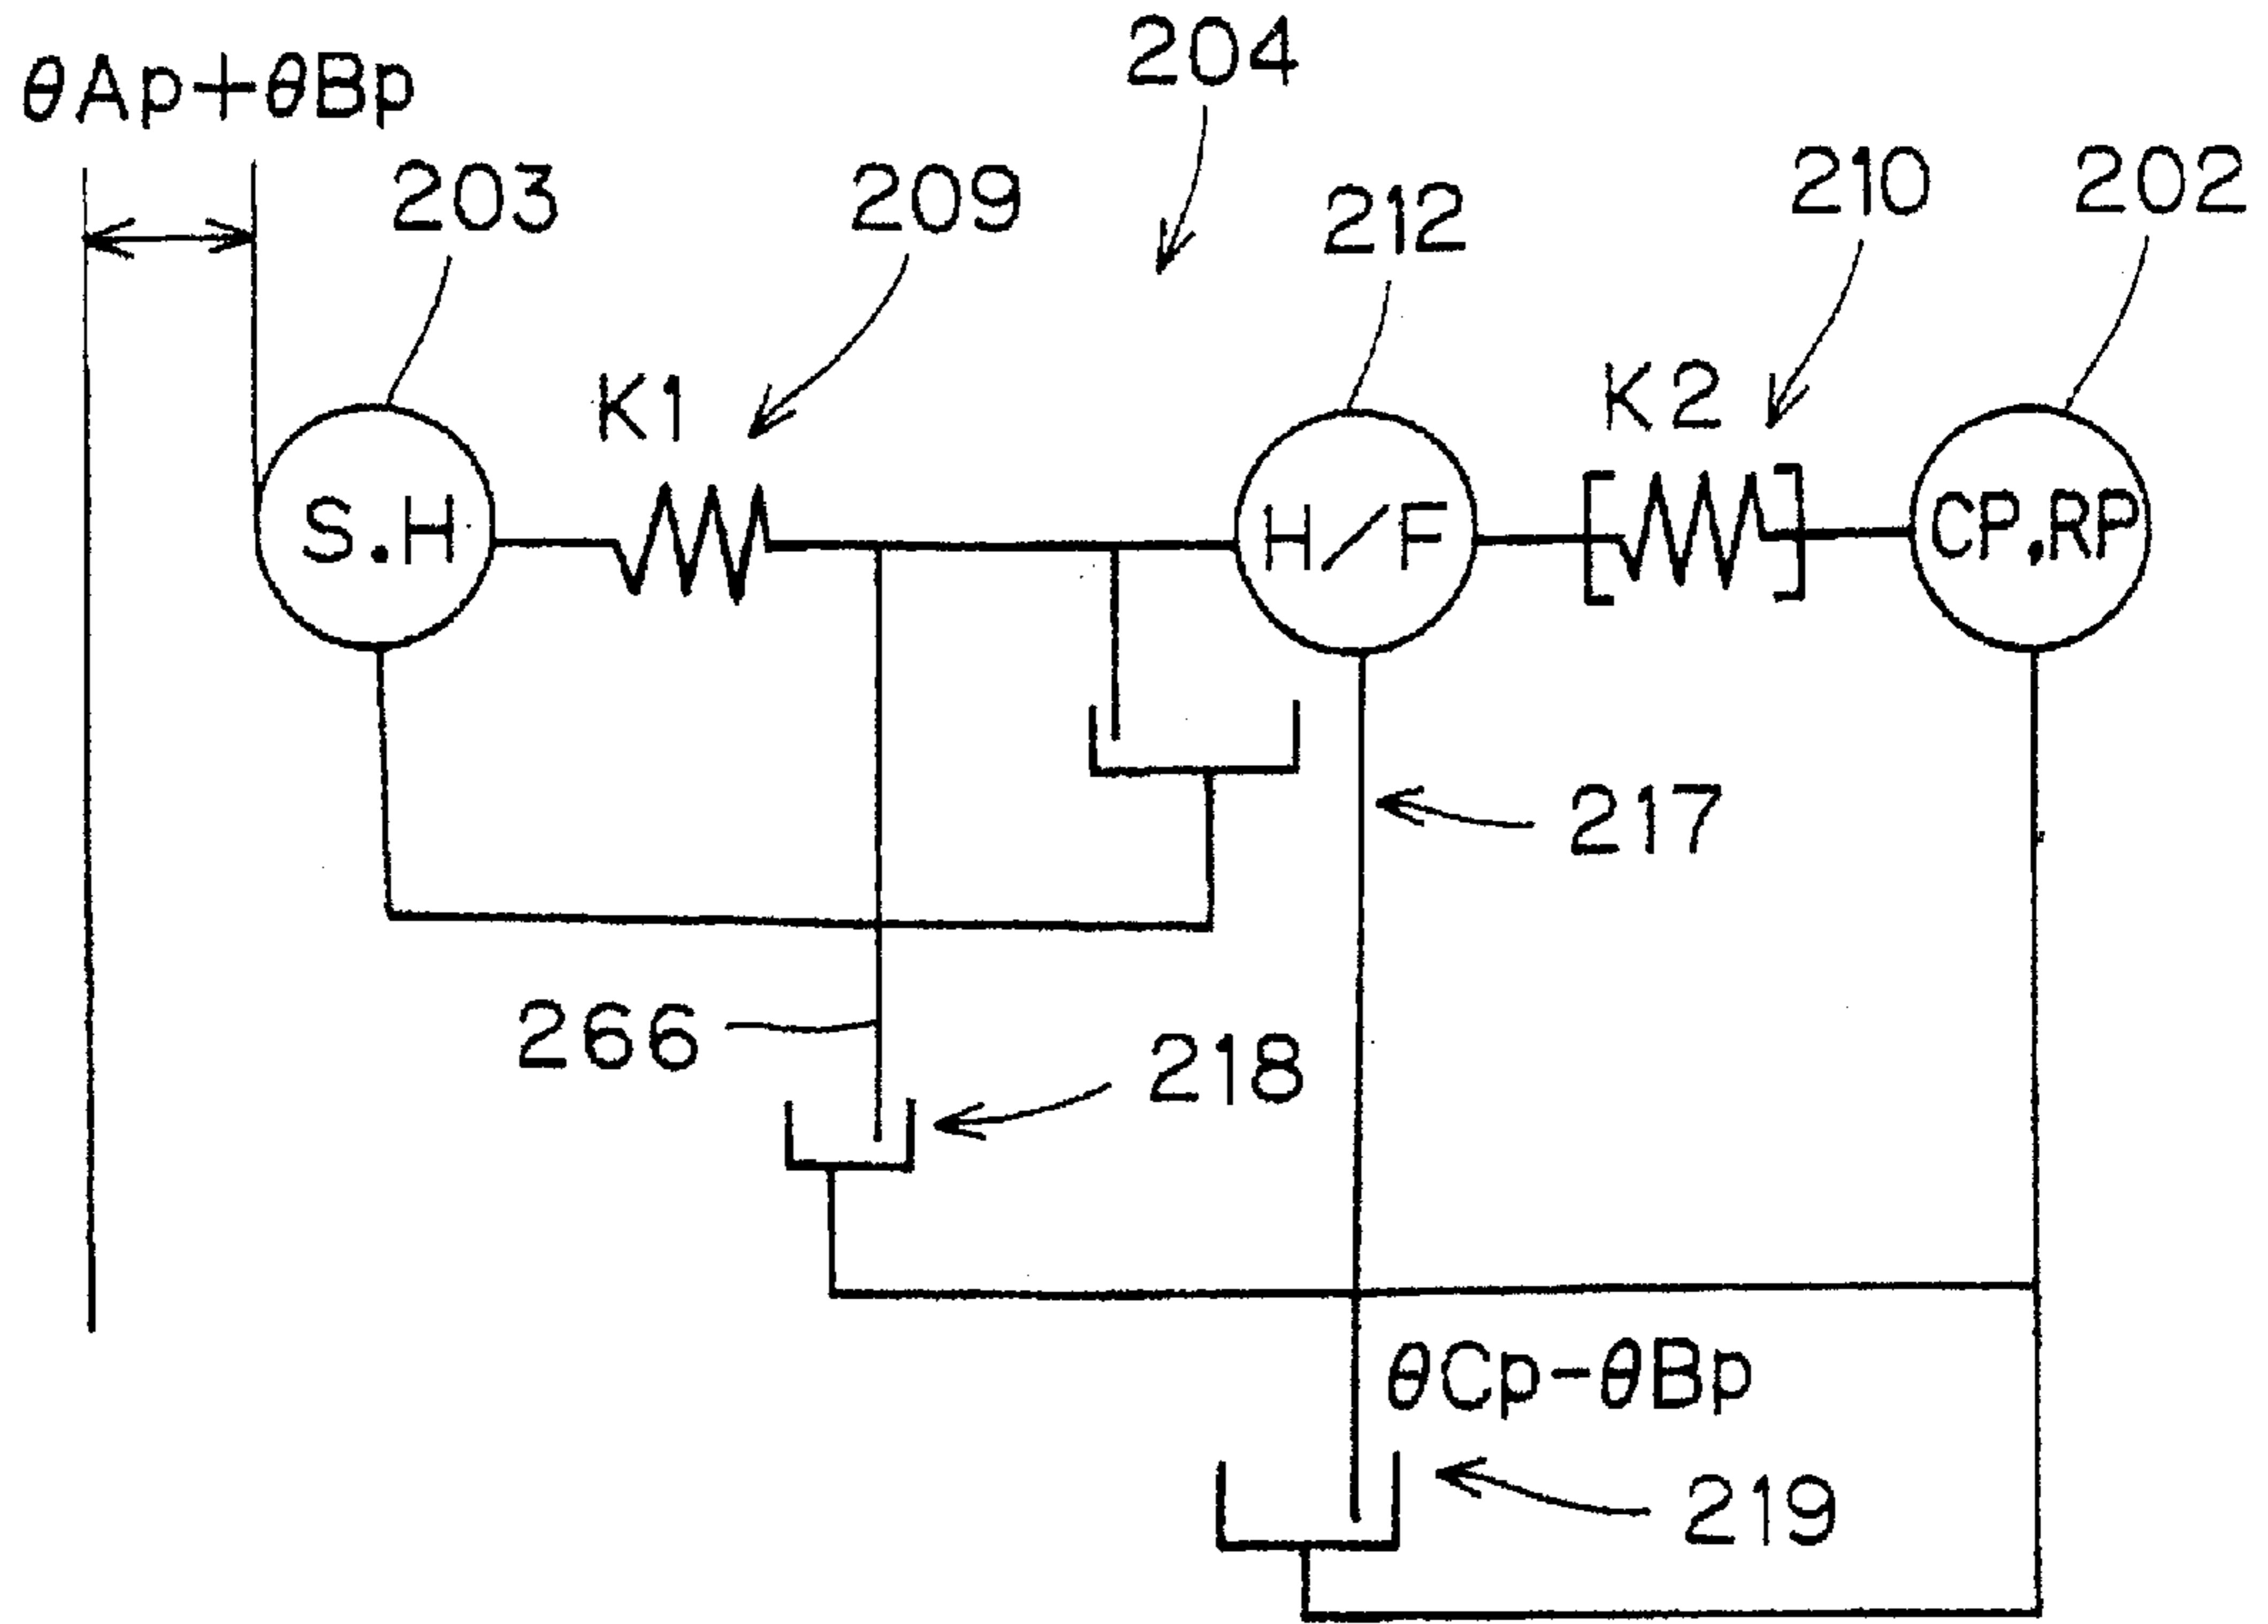 204
θAp+θBp
203
209
212
210
202
K1
K2
S.H
H/F
CP,RP
217
266
218
θCp-θBp
219